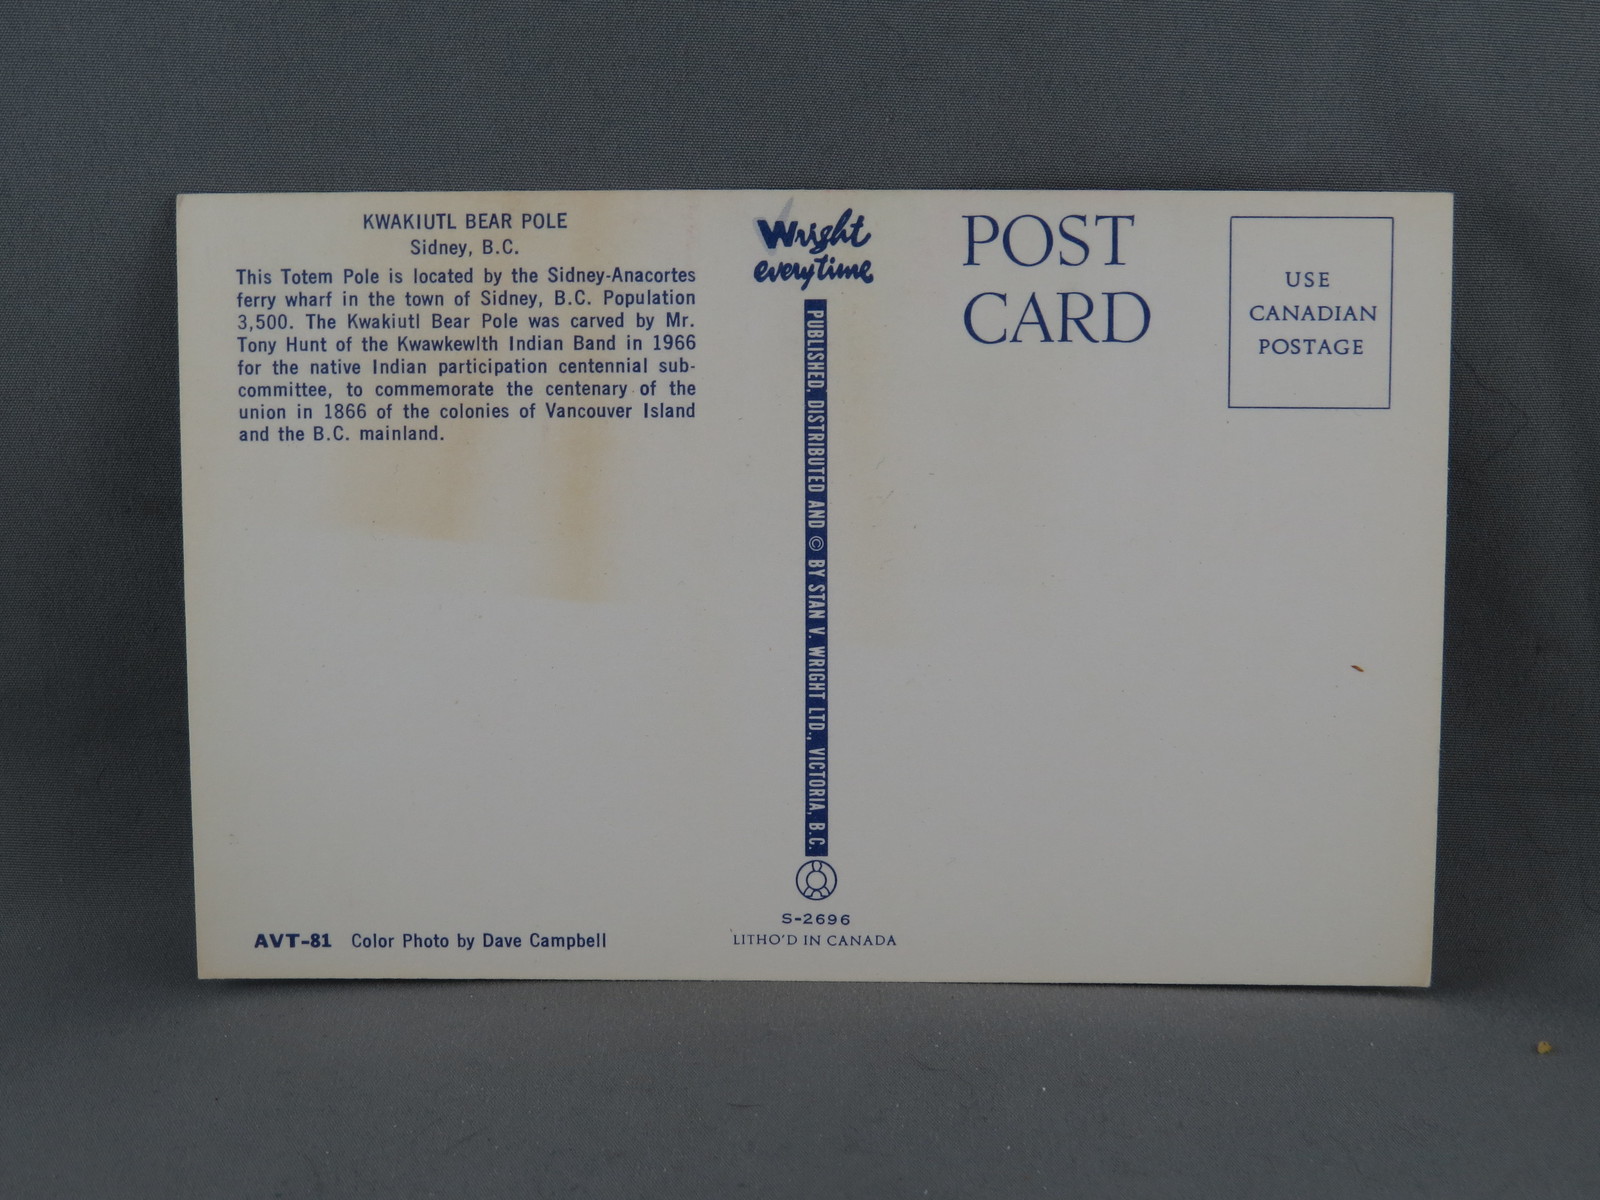 KWAKIUTL BEAR POLE
Sidney, B.C.
This Totem Pole is located by the Sidney-Anacortes
ferry wharf in the town of Sidney, B.C. Population
3,500. The Kwakiutl Bear Pole was carved by Mr.
Tony Hunt of the Kwawkewlth Indian Band in 1966
for the native Indian participation centennial sub-
committee, to commemorate the centenary of the
union in 1866 of the colonies of Vancouver Island
and the B.C. mainland.
AVT-81 Color Photo by Dave Campbell
Wright
everytime
PUBLISHED, DISTRIBUTED AND © BY STAN V. WRIGHT LTD., VICTORIA, B.C.
S-2696
LITHO'D IN CANADA
POST
CARD
USE
CANADIAN
POSTAGE